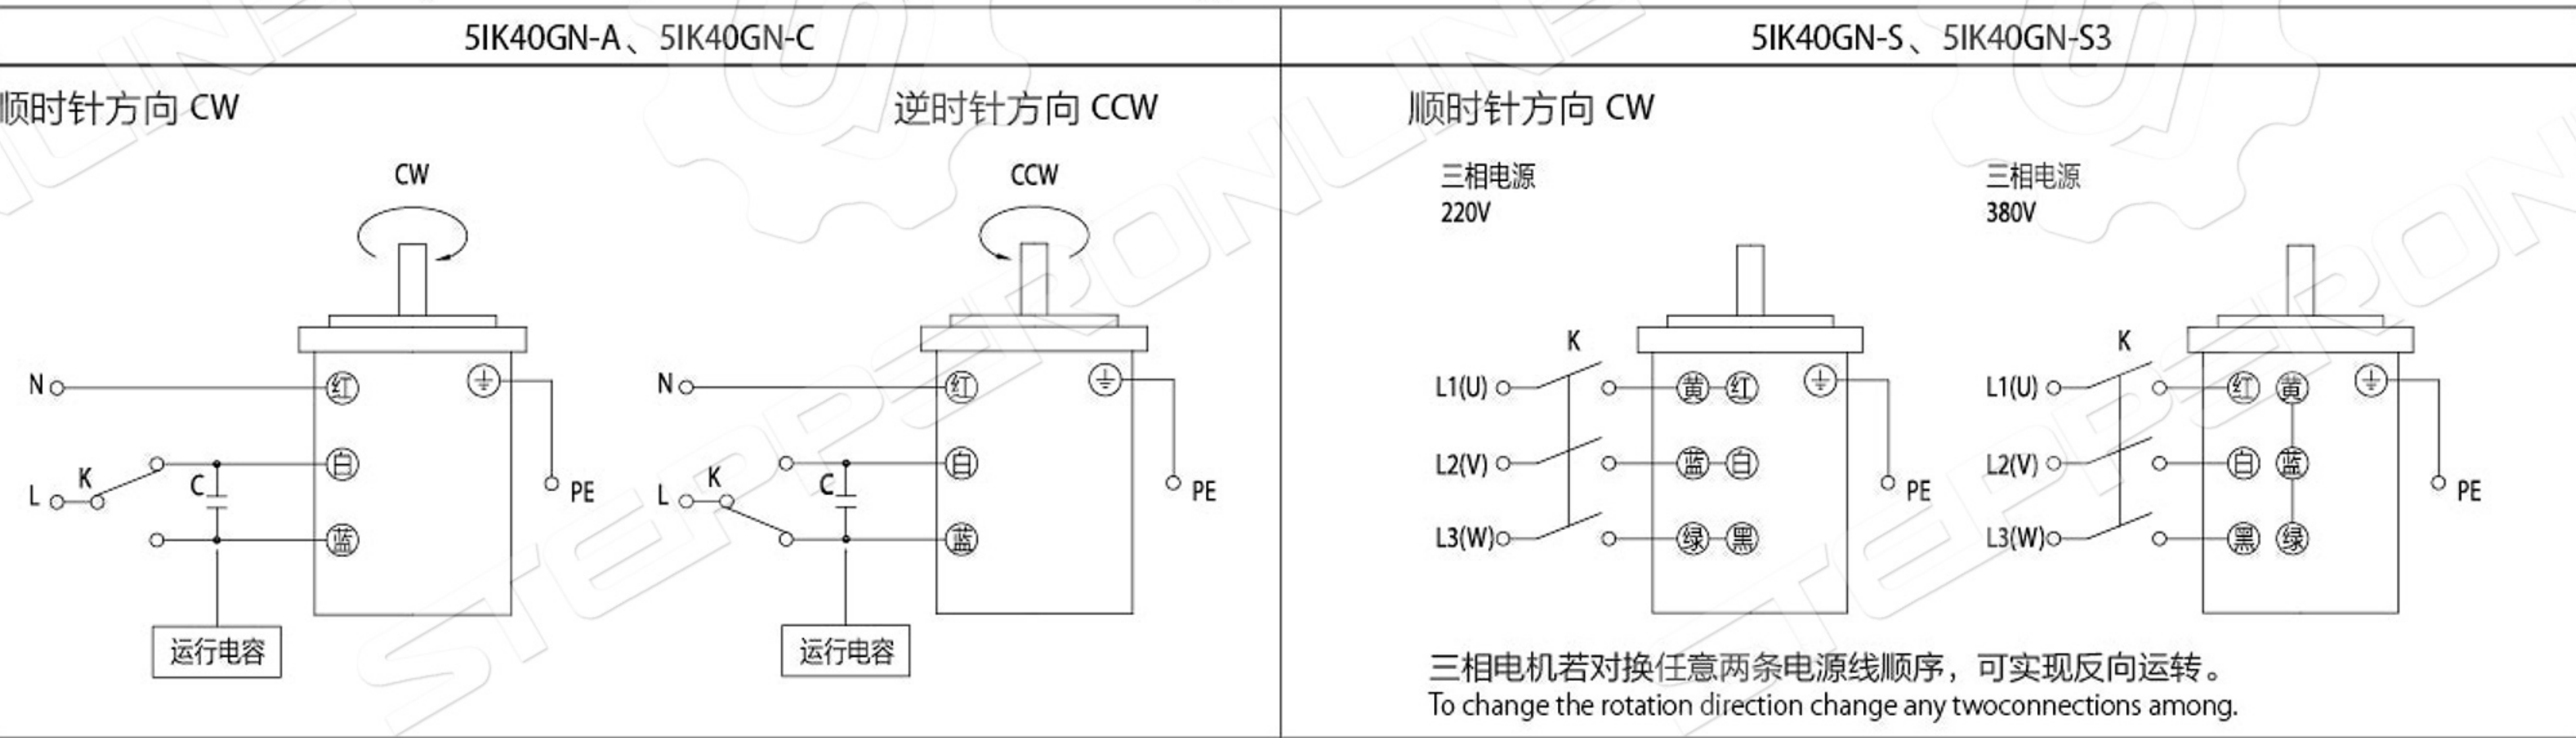 5IK40GN-A、5IK40GN-C
顺时针方向 CW
逆时针方向 CCW
CW
N
红
L
K
C
白
蓝
PE
运行电容
CCW
N
红
L
K
C
白
蓝
PE
运行电容
5IK40GN-S、5IK40GN-S3
顺时针方向 CW
三相电源
220V
K
L1(U)
黄 红
L2(V)
蓝 白
L3(W)
绿 黑
PE
三相电源
380V
K
L1(U)
红 黄
L2(V)
白 蓝
L3(W)
黑 绿
PE
三相电机若对换任意两条电源线顺序，可实现反向运转。
To change the rotation direction change any twoconnections among.
STEPPERONLINE